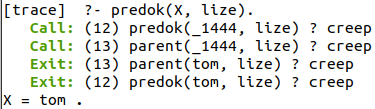 [trace]  ?- predok(X, lize).
   Call: (12) predok(_1444, lize) ? creep
   Call: (13) parent(_1444, lize) ? creep
   Exit: (13) parent(tom, lize) ? creep
   Exit: (12) predok(tom, lize) ? creep
X = tom .